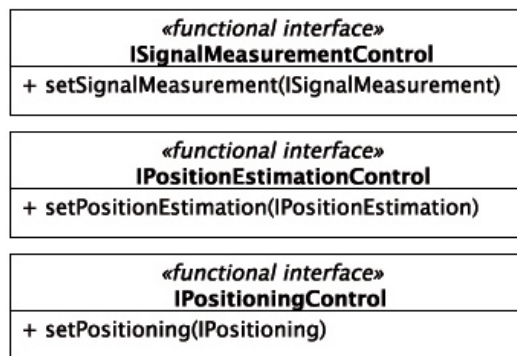 «functional interface»
ISignalMeasurementControl
+ setSignalMeasurement(ISignalMeasurement)
«functional interface»
IPositionEstimationControl
+ setPositionEstimation(IPositionEstimation)
«functional interface»
IPositioningControl
+ setPositioning(IPositioning)